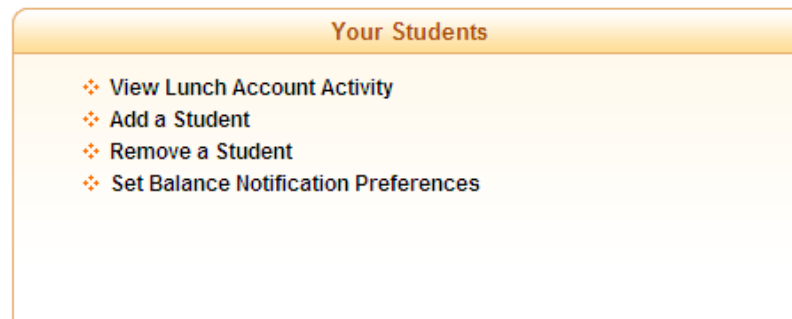 Your Students
View Lunch Account Activity
Add a Student
Remove a Student
Set Balance Notification Preferences